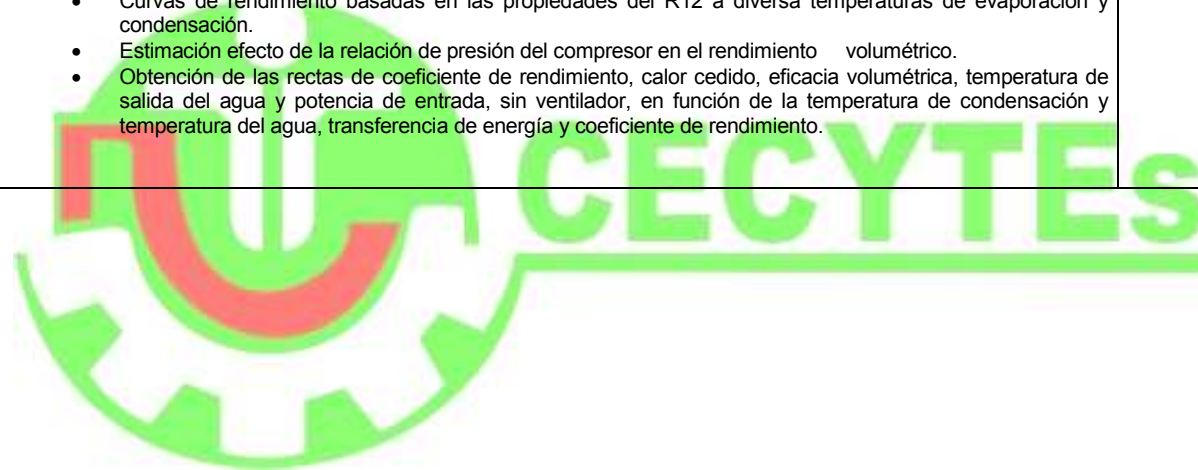 • Curvas de rendimiento basadas en las propiedades del R12 a diversa temperaturas de evaporación y
condensación.
• Estimación efecto de la relación de presión del compresor en el rendimiento volumétrico.
• Obtención de las rectas de coeficiente de rendimiento, calor cedido, eficacia volumétrica, temperatura de
salida del agua y potencia de entrada, sin ventilador, en función de la temperatura de condensación y
temperatura del agua, transferencia de energía y coeficiente de rendimiento.
CECYTEs